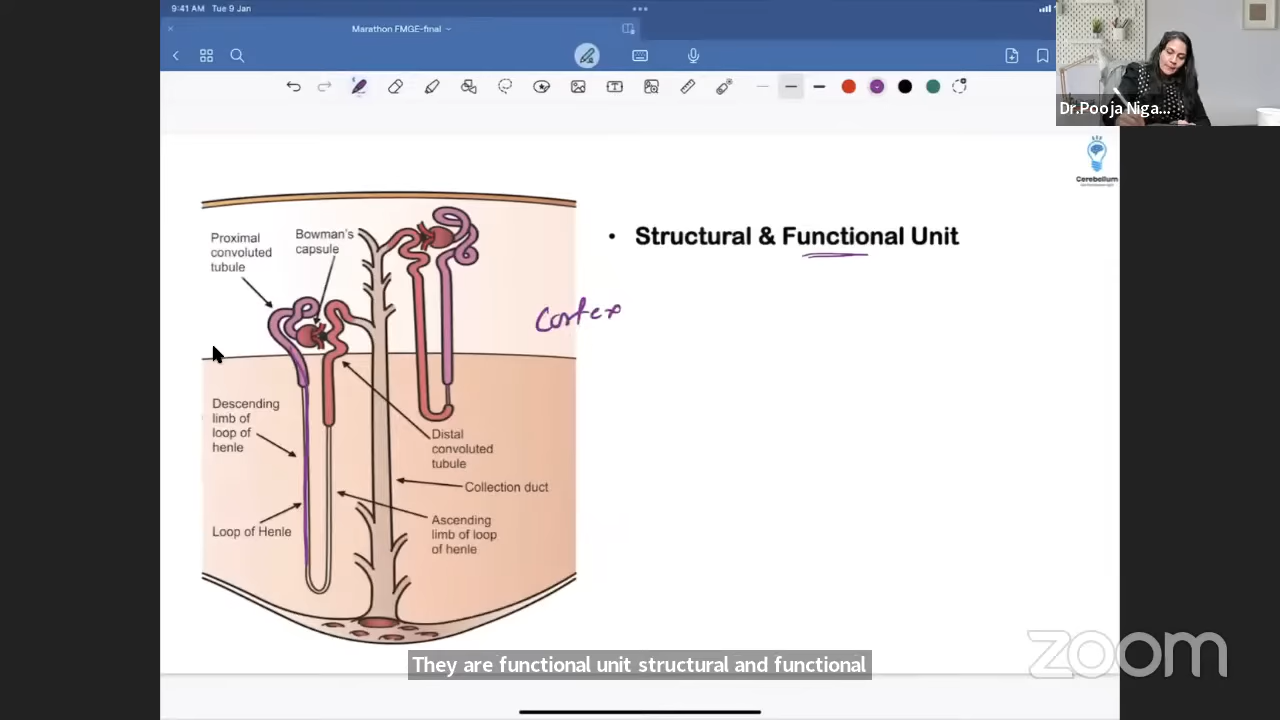 9:41 AM Tue 9 Jan
Marathon FMGE-final
Dr.Pooja Niga...
Cerebellum
Proximal
convoluted
tubule
Bowman's
capsule
• Structural & Functional Unit
Cortex
Descending
limb of
loop of
henle
Distal
convoluted
tubule
Collection duct
Loop of Henle
Ascending
limb of loop
of henle
zoom
They are functional unit structural and functional